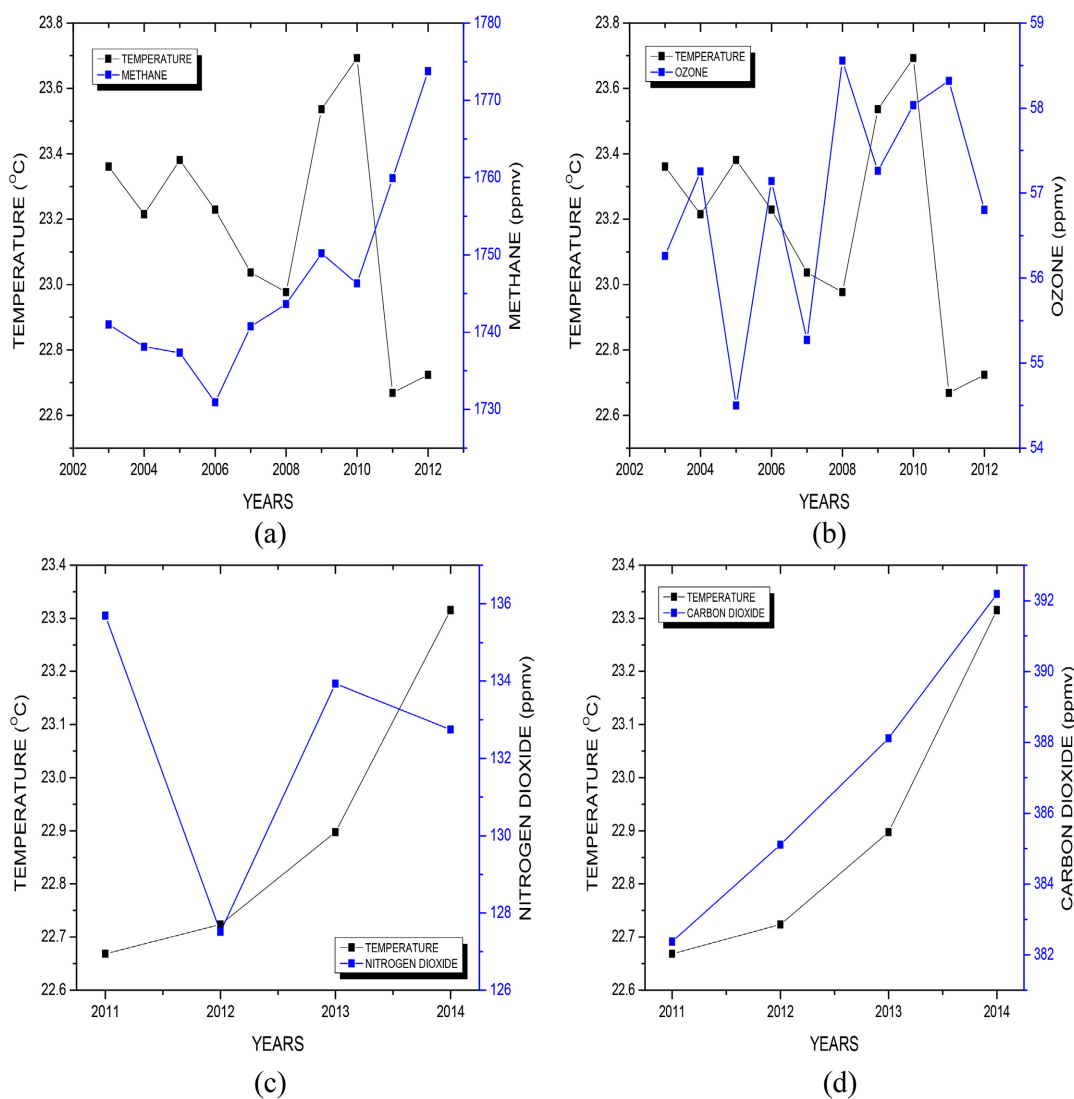 TEMPERATURE
METHANE
23.8
23.6
23.4
23.2
23.0
22.8
22.6
TEMPERATURE (°C)
1780
1770
1760
1750
1740
1730
METHANE (ppmv)
2002 2004 2006 2008 2010 2012
YEARS
(a)
TEMPERATURE
OZONE
23.8
23.6
23.4
23.2
23.0
22.8
22.6
TEMPERATURE (°C)
59
58
57
56
55
54
OZONE (ppmv)
2002 2004 2006 2008 2010 2012
YEARS
(b)
23.4
23.3
23.2
23.1
23.0
22.9
22.8
22.7
22.6
TEMPERATURE (°C)
136
134
132
130
128
126
NITROGEN DIOXIDE (ppmv)
TEMPERATURE
NITROGEN DIOXIDE
2011 2012 2013 2014
YEARS
(c)
TEMPERATURE
CARBON DIOXIDE
23.4
23.3
23.2
23.1
23.0
22.9
22.8
22.7
22.6
TEMPERATURE (°C)
392
390
388
386
384
382
CARBON DIOXIDE (ppmv)
2011 2012 2013 2014
YEARS
(d)